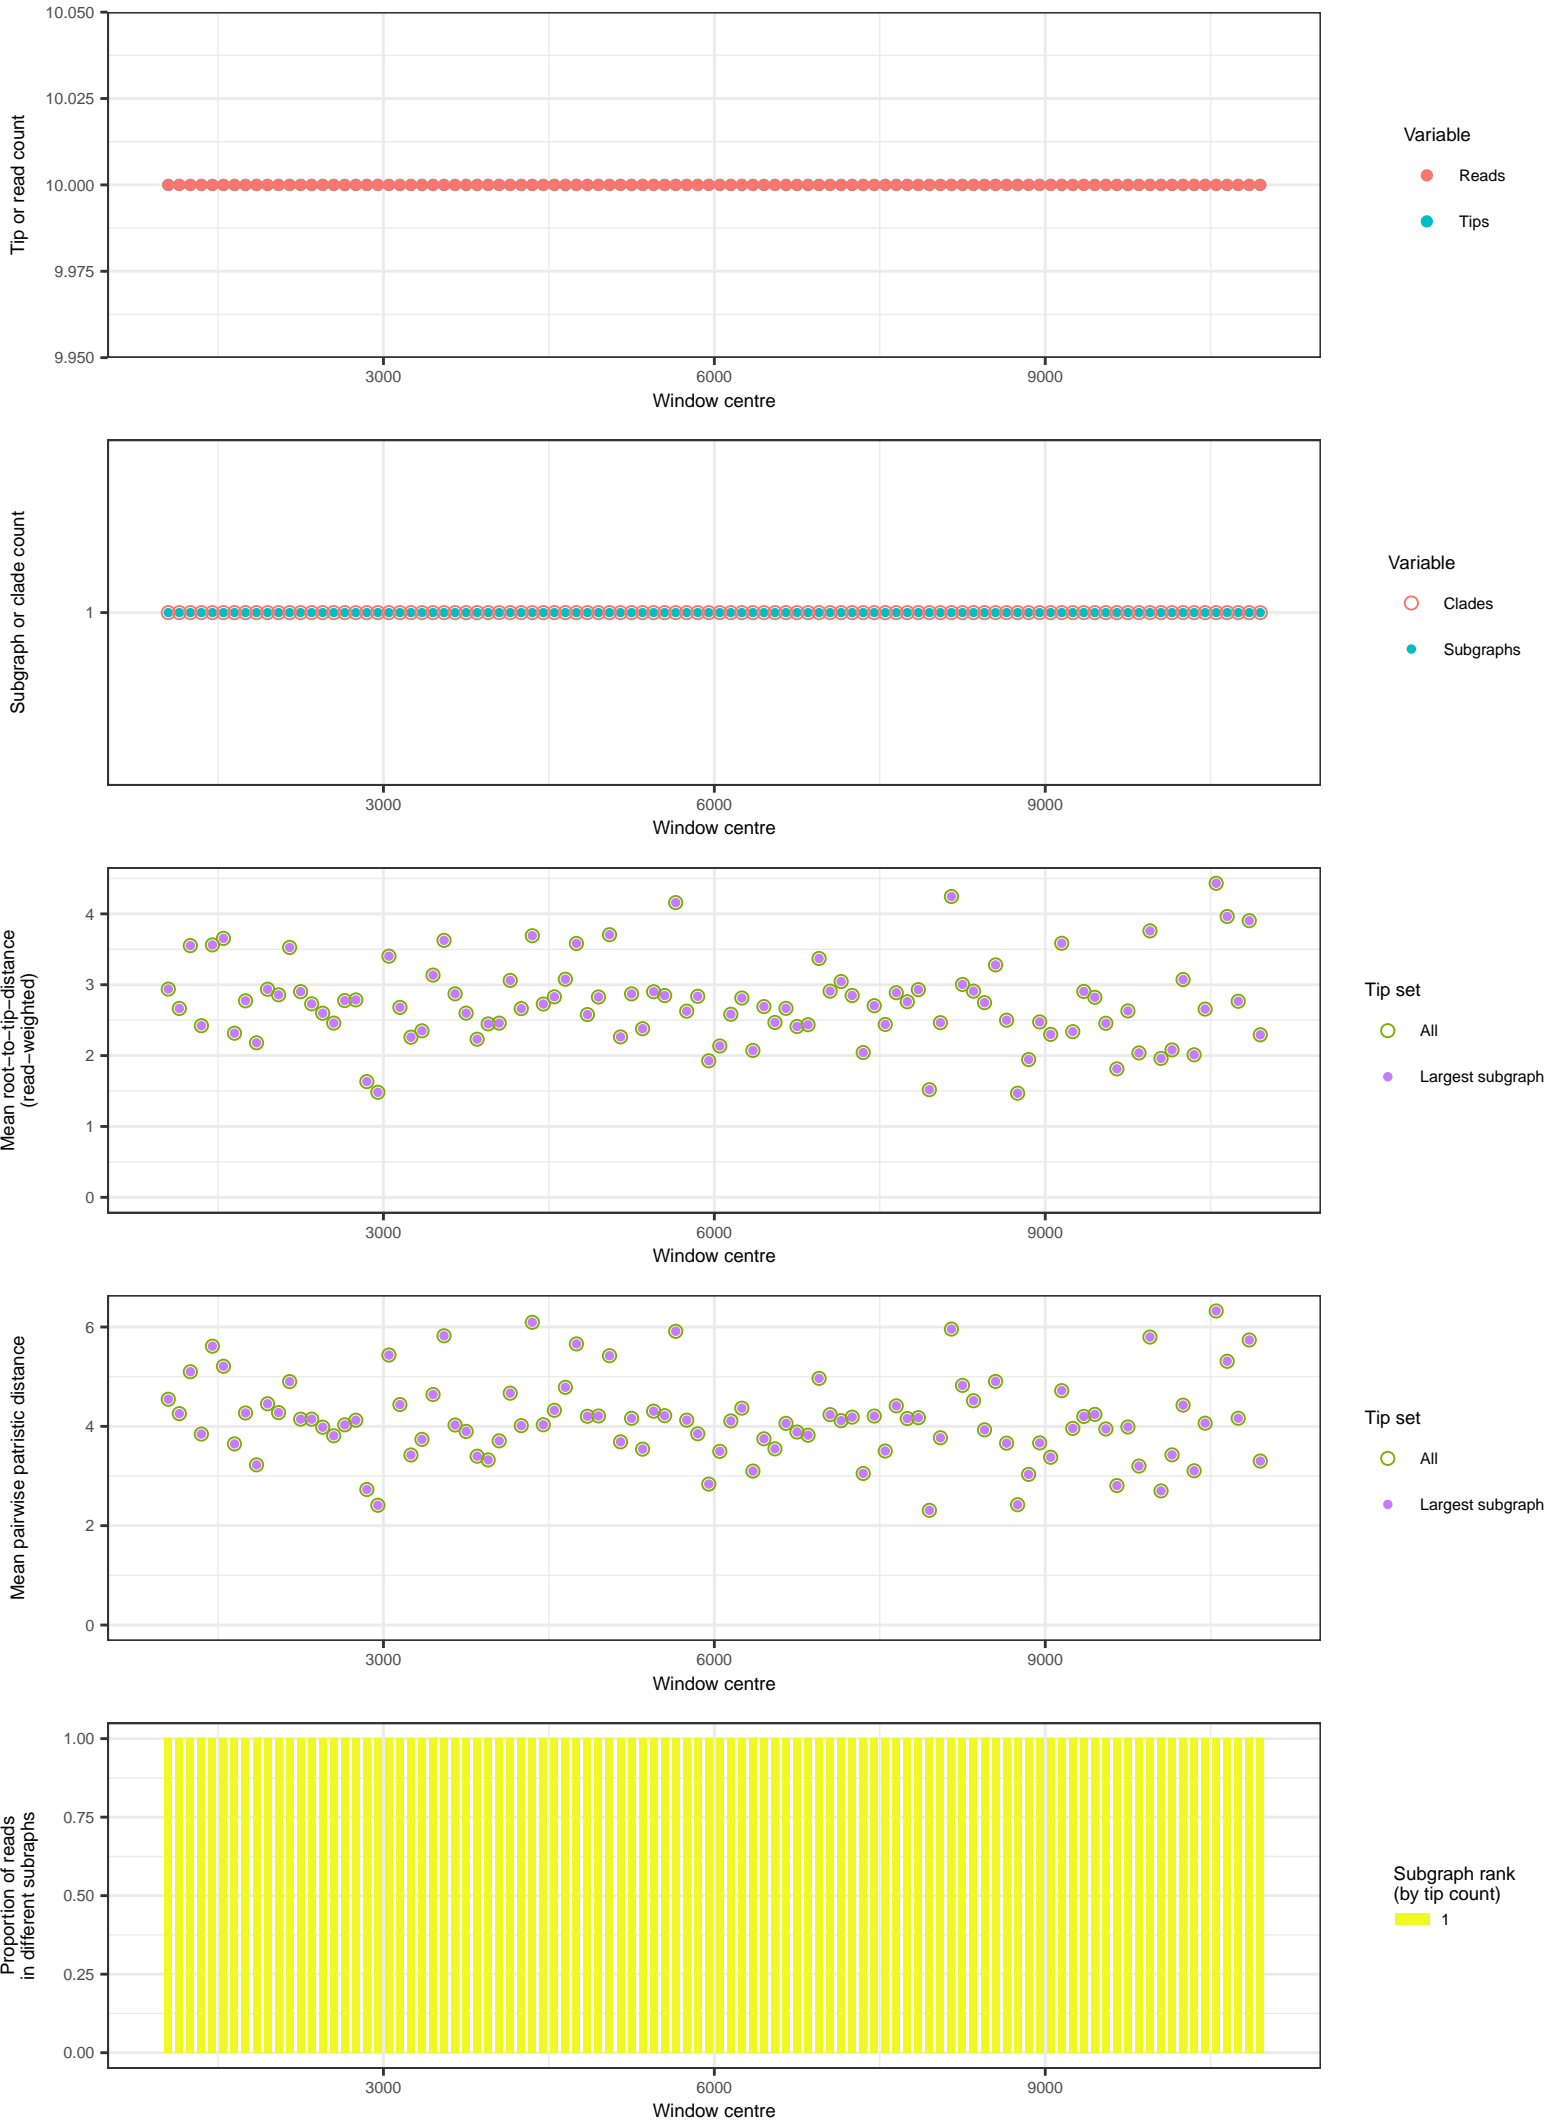 10.050
10.025
10.000
9.975
9.950
Tip or read count
3000
6000
9000
Window centre
Variable
Reads
Tips
1
Subgraph or clade count
3000
6000
9000
Window centre
Variable
Clades
Subgraphs
4
3
2
1
0
Mean root−to−tip−distance
(read−weighted)
3000
6000
9000
Window centre
Tip set
All
Largest subgraph
6
4
2
0
Mean pairwise patristic distance
3000
6000
9000
Window centre
Tip set
All
Largest subgraph
1.00
0.75
0.50
0.25
0.00
Proportion of reads
in different subraphs
3000
6000
9000
Window centre
Subgraph rank
(by tip count)
1